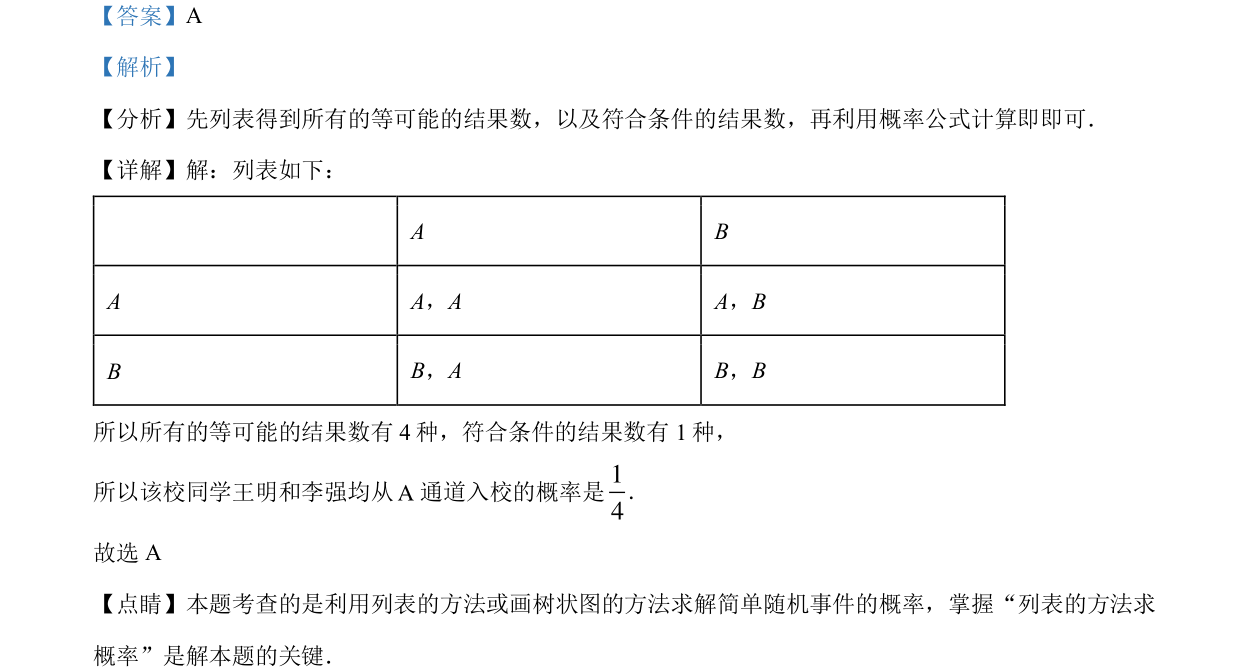 【答案】A
【解析】
【分析】先列表得到所有的等可能的结果数，以及符合条件的结果数，再利用概率公式计算即即可．
【详解】解：列表如下：
A B
A A，A A，B
B B，A B，B
所以所有的等可能的结果数有 4 种，符合条件的结果数有 1 种，
所以该校同学王明和李强均从 A 通道入校的概率是 1/4．
故选 A
【点睛】本题考查的是利用列表的方法或画树状图的方法求解简单随机事件的概率，掌握“列表的方法求
概率”是解本题的关键．